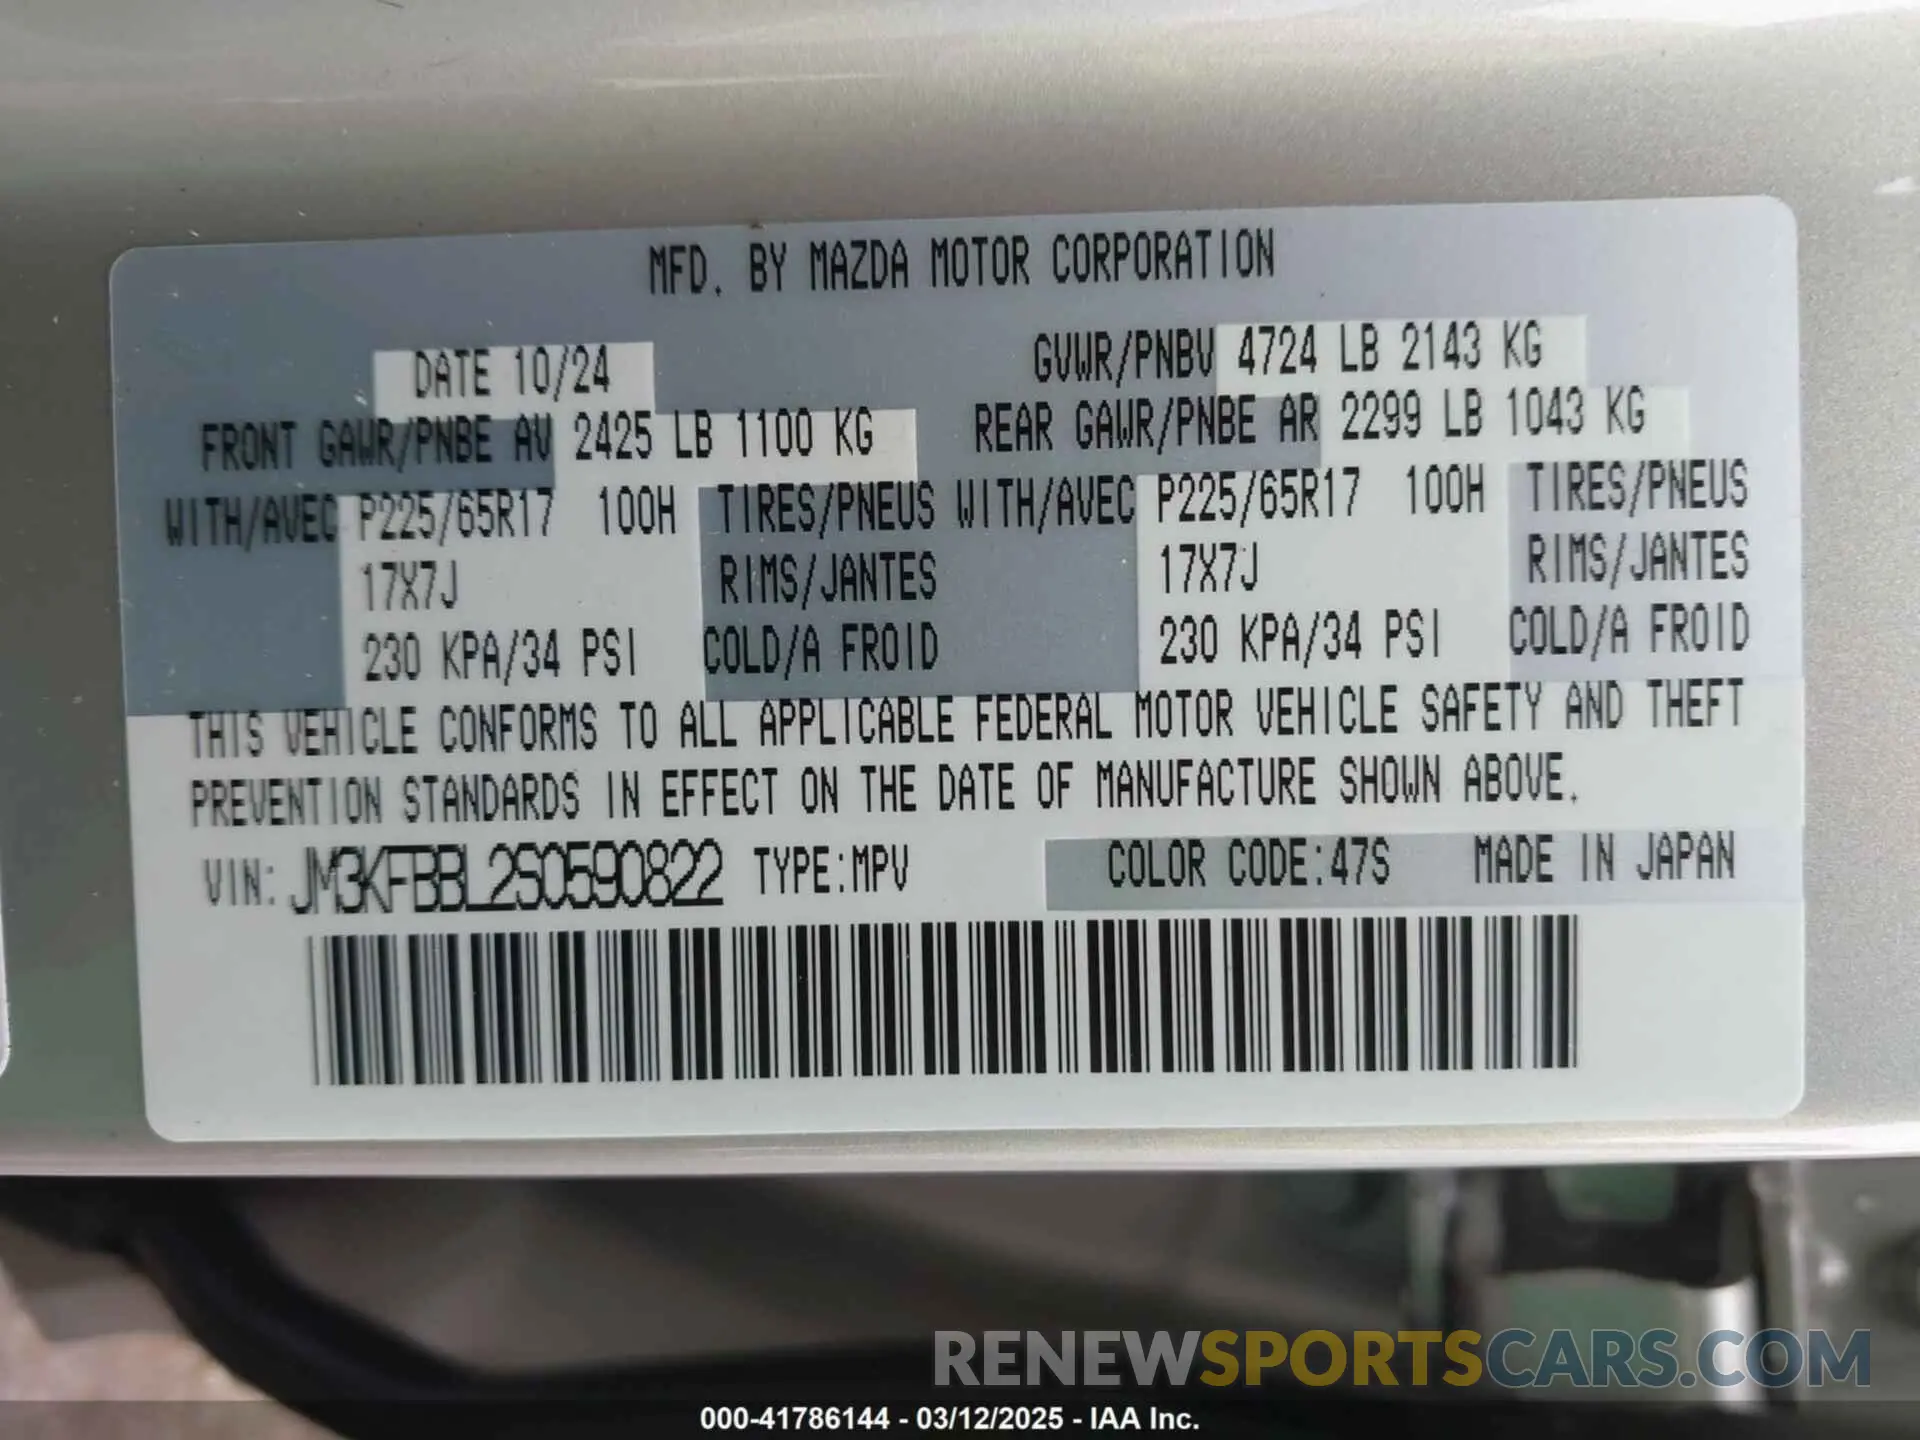 MFD. BY MAZDA MOTOR CORPORATION
DATE 10/24 GVWR/PNBV 4724 LB 2143 KG
FRONT GAWR/PNBE AV 2425 LB 1100 KG REAR GAWR/PNBE AR 2299 LB 1043 KG
WITH/AVEC P225/65R17 100H TIRES/PNEUS WITH/AVEC P225/65R17 100H TIRES/PNEUS
17X7J RIMS/JANTES 17X7J RIMS/JANTES
230 KPA/34 PSI COLD/A FROID 230 KPA/34 PSI COLD/A FROID
THIS VEHICLE CONFORMS TO ALL APPLICABLE FEDERAL MOTOR VEHICLE SAFETY AND THEFT
PREVENTION STANDARDS IN EFFECT ON THE DATE OF MANUFACTURE SHOWN ABOVE.
VIN: JM3KFBBL2S0590822 TYPE:MPV COLOR CODE:47S MADE IN JAPAN
RENEWSPORTSCARS.COM
000-41786144 - 03/12/2025 - IAA Inc.